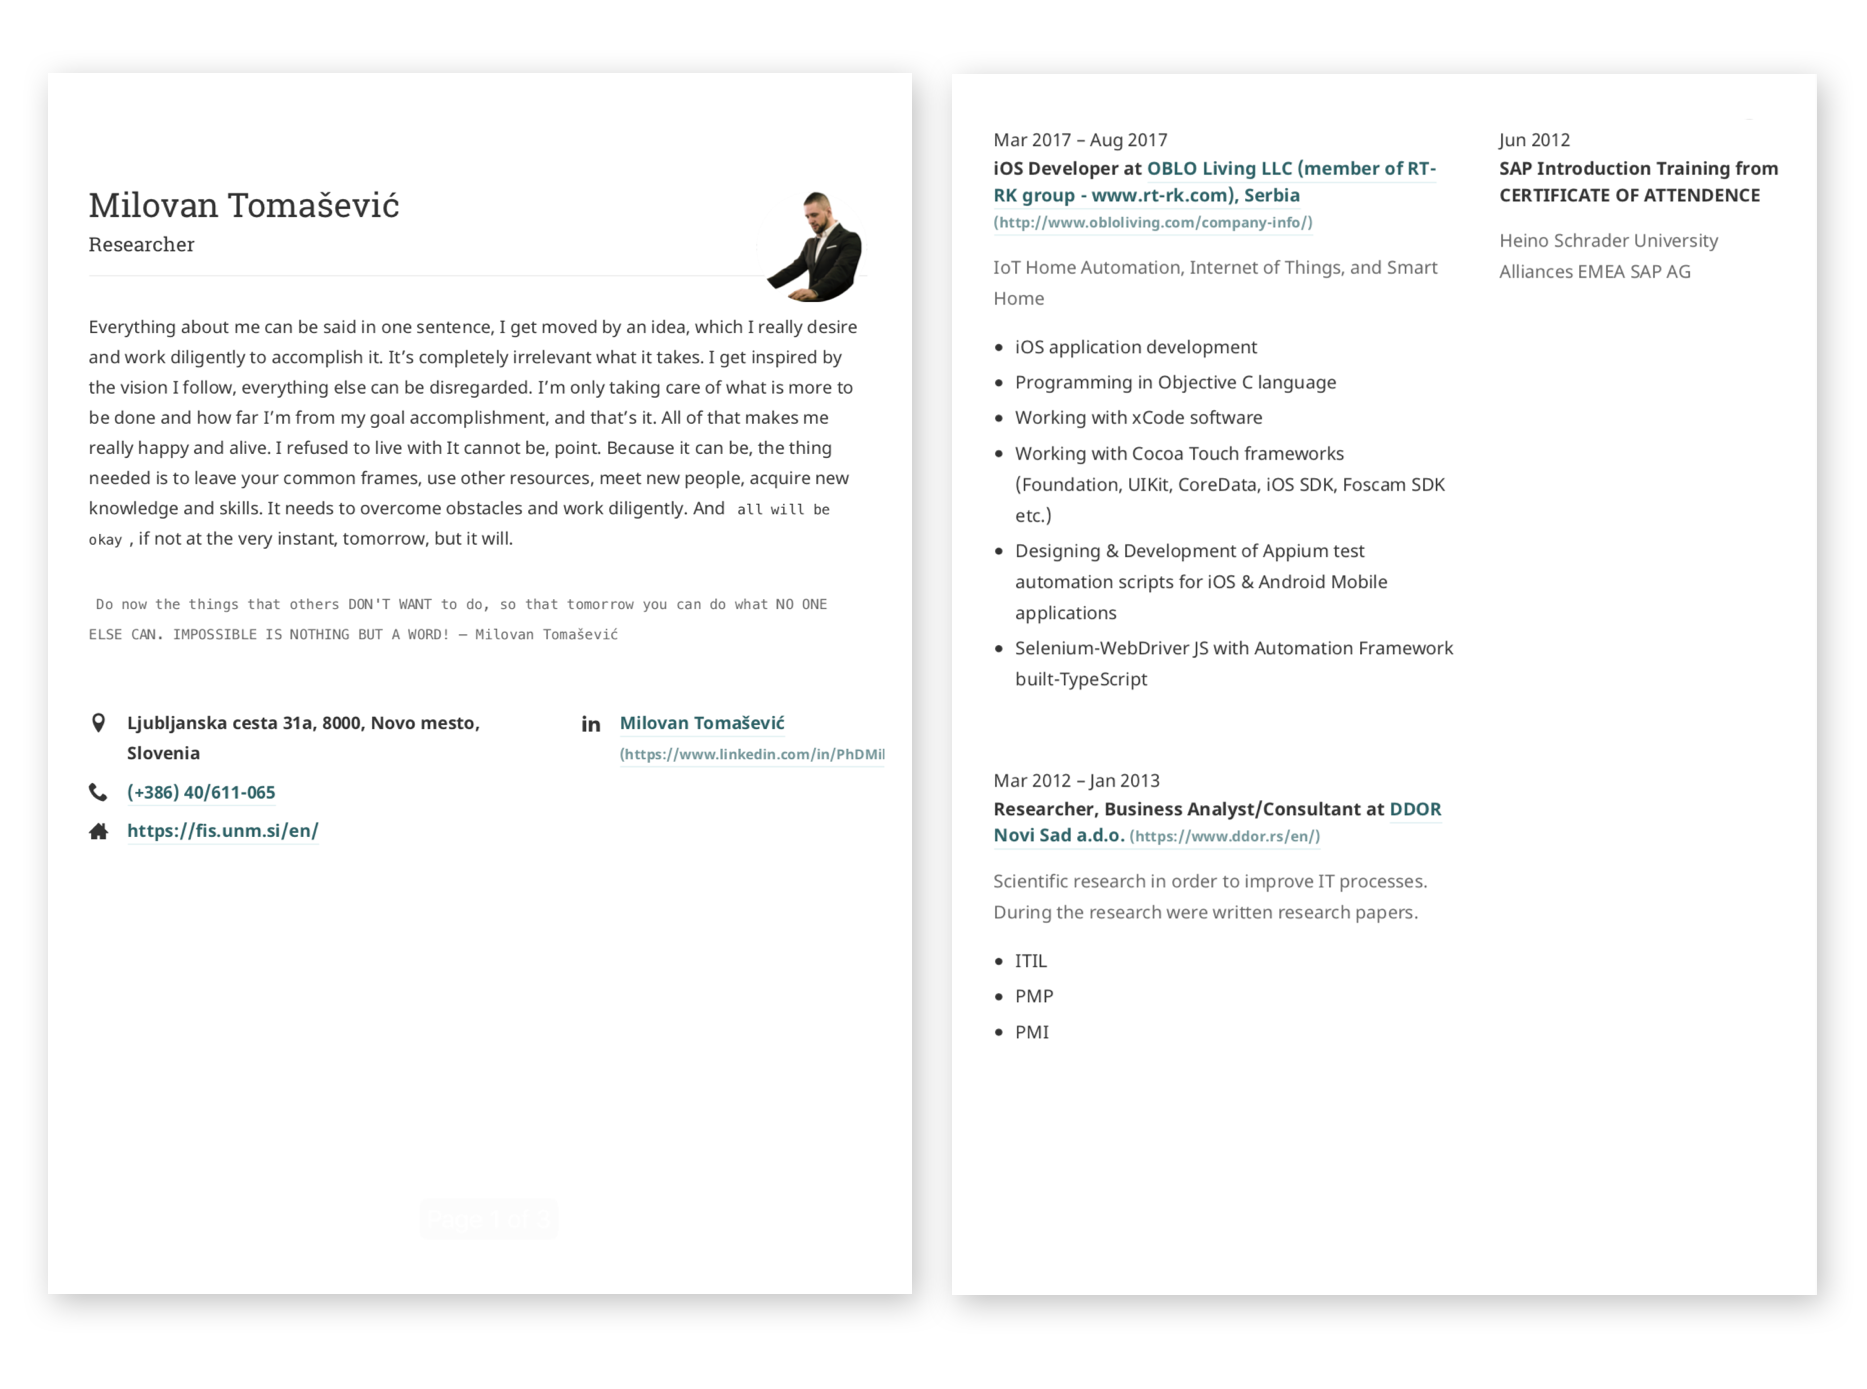 Milovan Tomašević
Researcher
Everything about me can be said in one sentence, I get moved by an idea, which I really desire
and work diligently to accomplish it. It’s completely irrelevant what it takes. I get inspired by
the vision I follow, everything else can be disregarded. I’m only taking care of what is more to
be done and how far I’m from my goal accomplishment, and that’s it. All of that makes me
really happy and alive. I refused to live with It cannot be, point. Because it can be, the thing
needed is to leave your common frames, use other resources, meet new people, acquire new
knowledge and skills. It needs to overcome obstacles and work diligently. And all will be
okay , if not at the very instant, tomorrow, but it will.
Do now the things that others DON'T WANT to do, so that tomorrow you can do what NO ONE
ELSE CAN. IMPOSSIBLE IS NOTHING BUT A WORD! — Milovan Tomašević
Ljubljanska cesta 31a, 8000, Novo mesto,
Slovenia
(+386) 40/611-065
https://fis.unm.si/en/
in Milovan Tomašević
(https://www.linkedin.com/in/PhDMil
Page 1 of 3
Mar 2017 – Aug 2017
iOS Developer at OBLO Living LLC (member of RT-
RK group - www.rt-rk.com), Serbia
(http://www.obloliving.com/company-info/)
IoT Home Automation, Internet of Things, and Smart
Home
• iOS application development
• Programming in Objective C language
• Working with xCode software
• Working with Cocoa Touch frameworks
(Foundation, UIKit, CoreData, iOS SDK, Foscam SDK
etc.)
• Designing & Development of Appium test
automation scripts for iOS & Android Mobile
applications
• Selenium-WebDriver JS with Automation Framework
built-TypeScript
Mar 2012 – Jan 2013
Researcher, Business Analyst/Consultant at DDOR
Novi Sad a.d.o. (https://www.ddor.rs/en/)
Scientific research in order to improve IT processes.
During the research were written research papers.
• ITIL
• PMP
• PMI
Jun 2012
SAP Introduction Training from
CERTIFICATE OF ATTENDENCE
Heino Schrader University
Alliances EMEA SAP AG